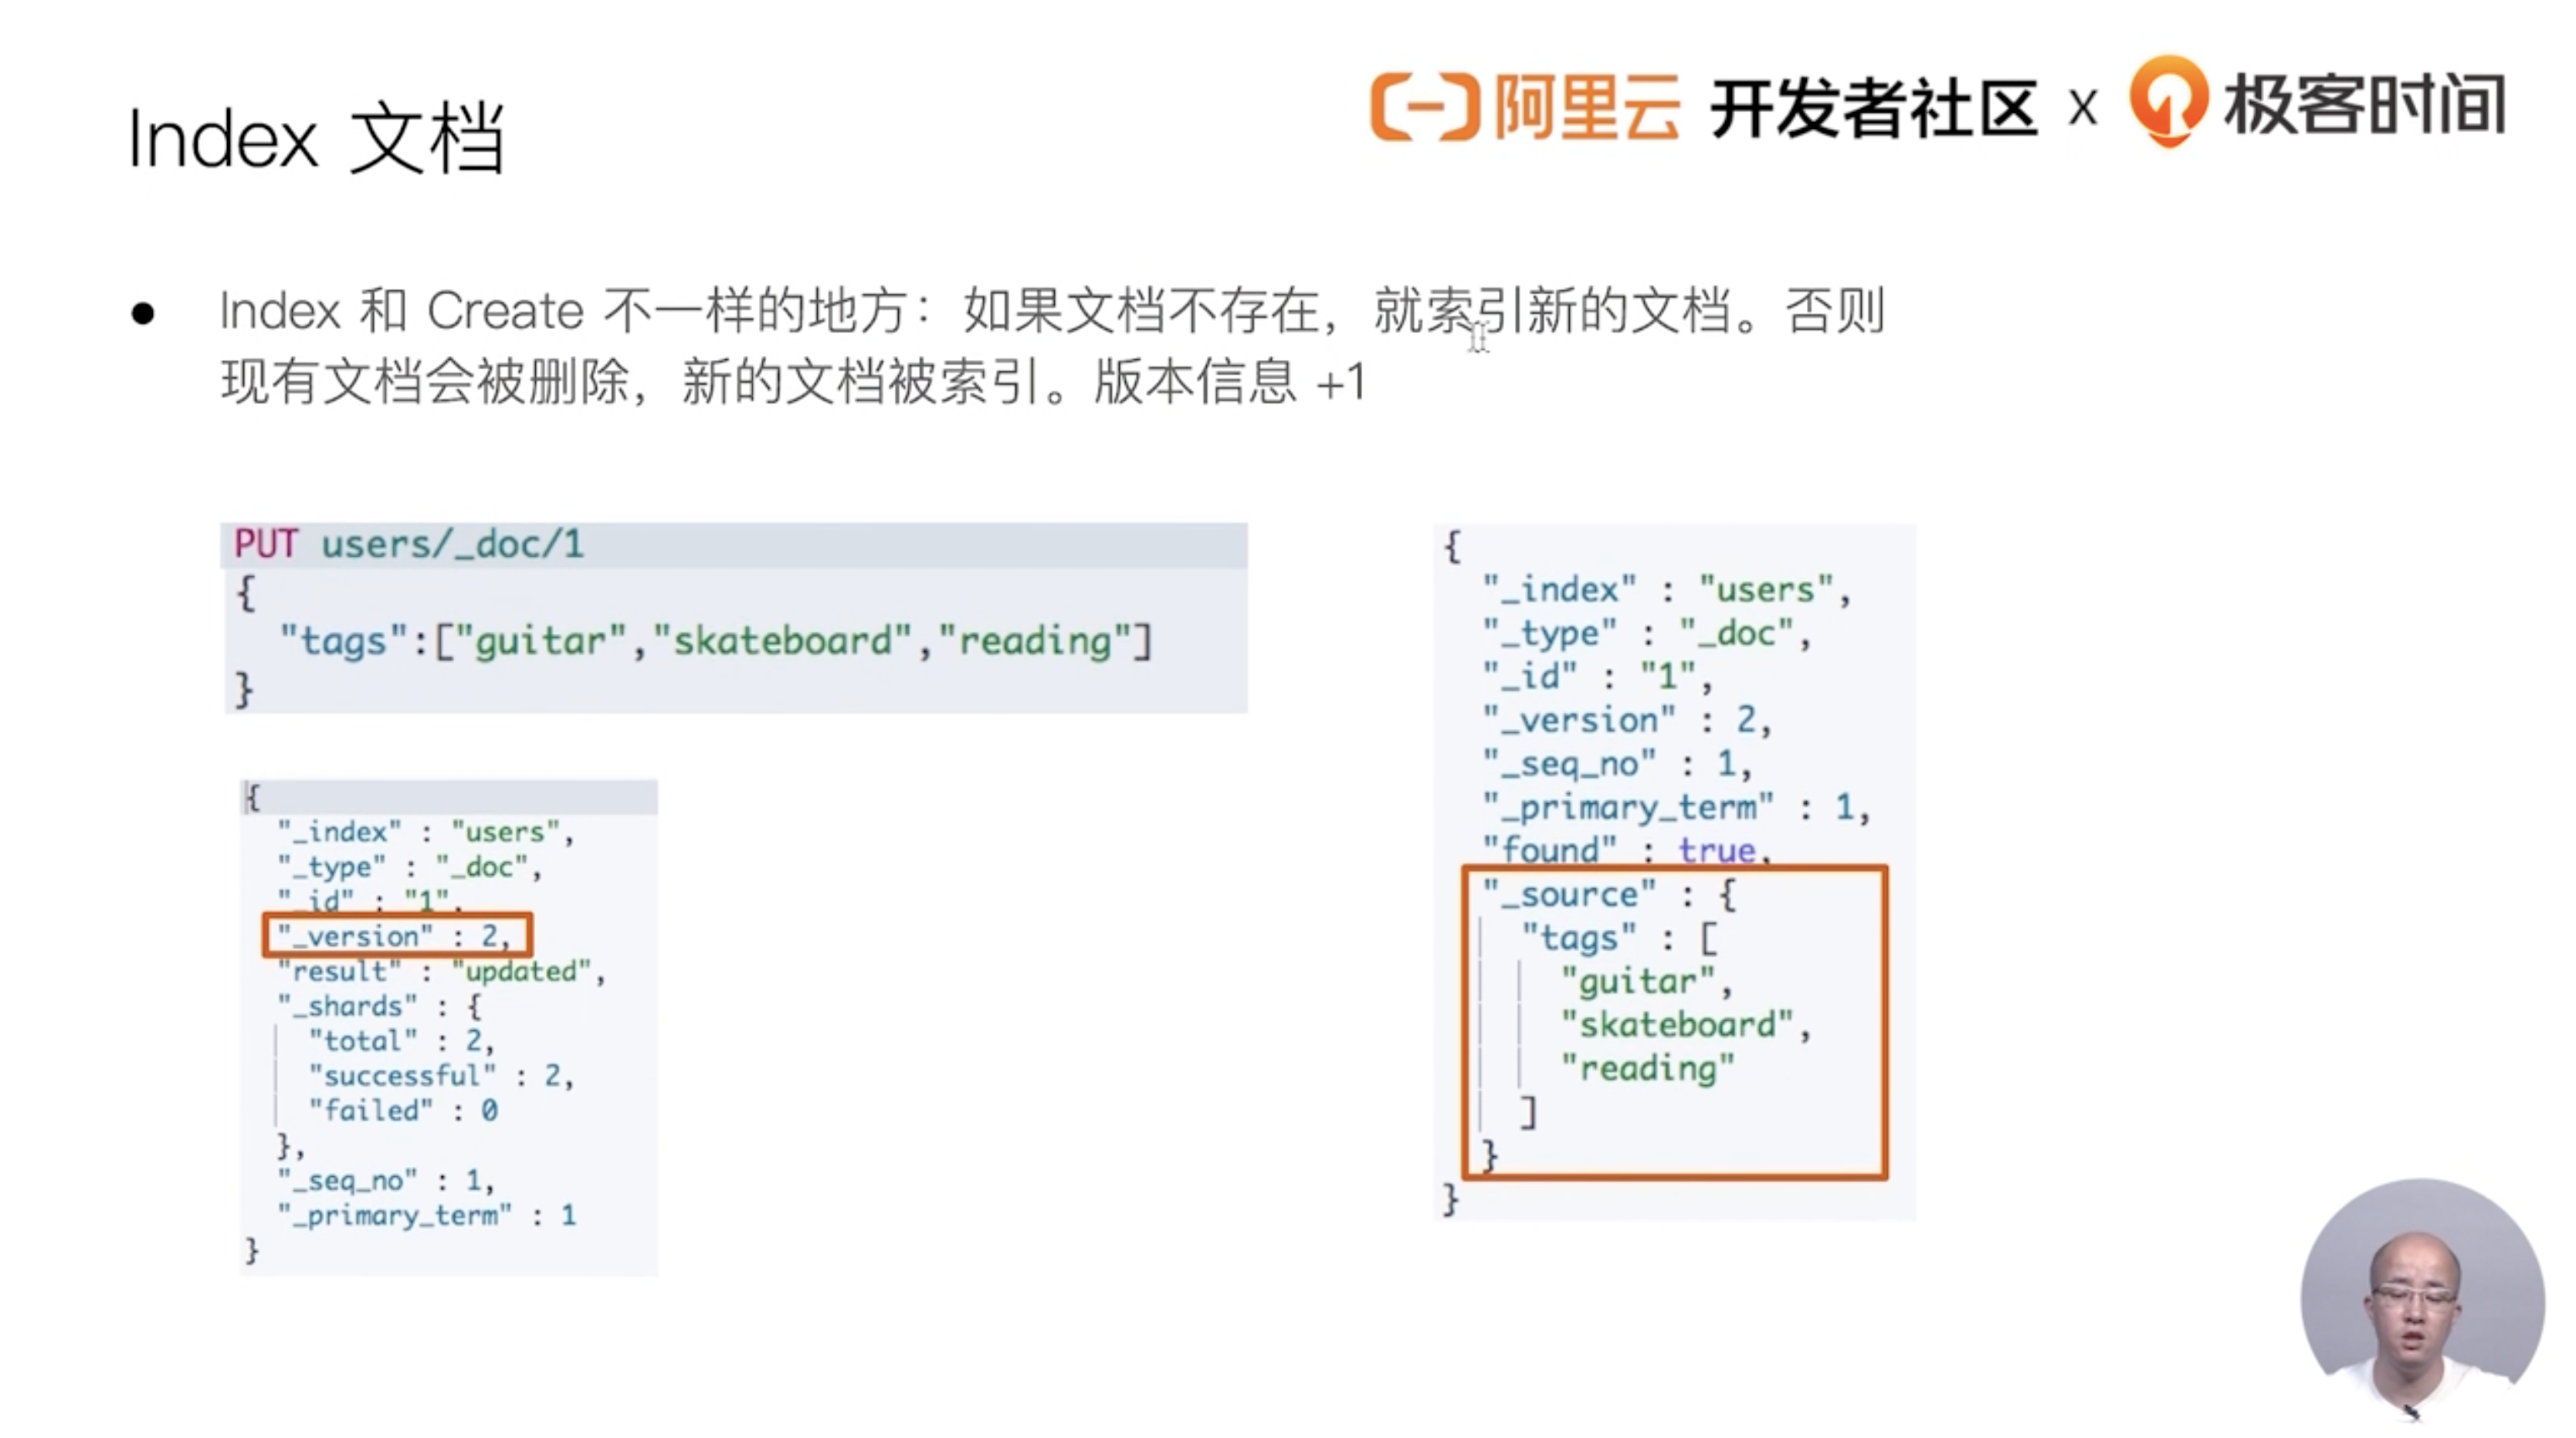 阿里云 开发者社区 x 极客时间
Index 文档
● Index 和 Create 不一样的地方：如果文档不存在，就索引新的文档。否则
现有文档会被删除，新的文档被索引。版本信息 +1
PUT users/_doc/1
{
  "tags":["guitar","skateboard","reading"]
}
{
  "_index" : "users",
  "_type" : "_doc",
  "_id" : "1",
  "_version" : 2,
  "result" : "updated",
  "_shards" : {
    "total" : 2,
    "successful" : 2,
    "failed" : 0
  },
  "_seq_no" : 1,
  "_primary_term" : 1
}
{
  "_index" : "users",
  "_type" : "_doc",
  "_id" : "1",
  "_version" : 2,
  "_seq_no" : 1,
  "_primary_term" : 1,
  "found" : true,
  "_source" : {
    "tags" : [
      "guitar",
      "skateboard",
      "reading"
    ]
  }
}